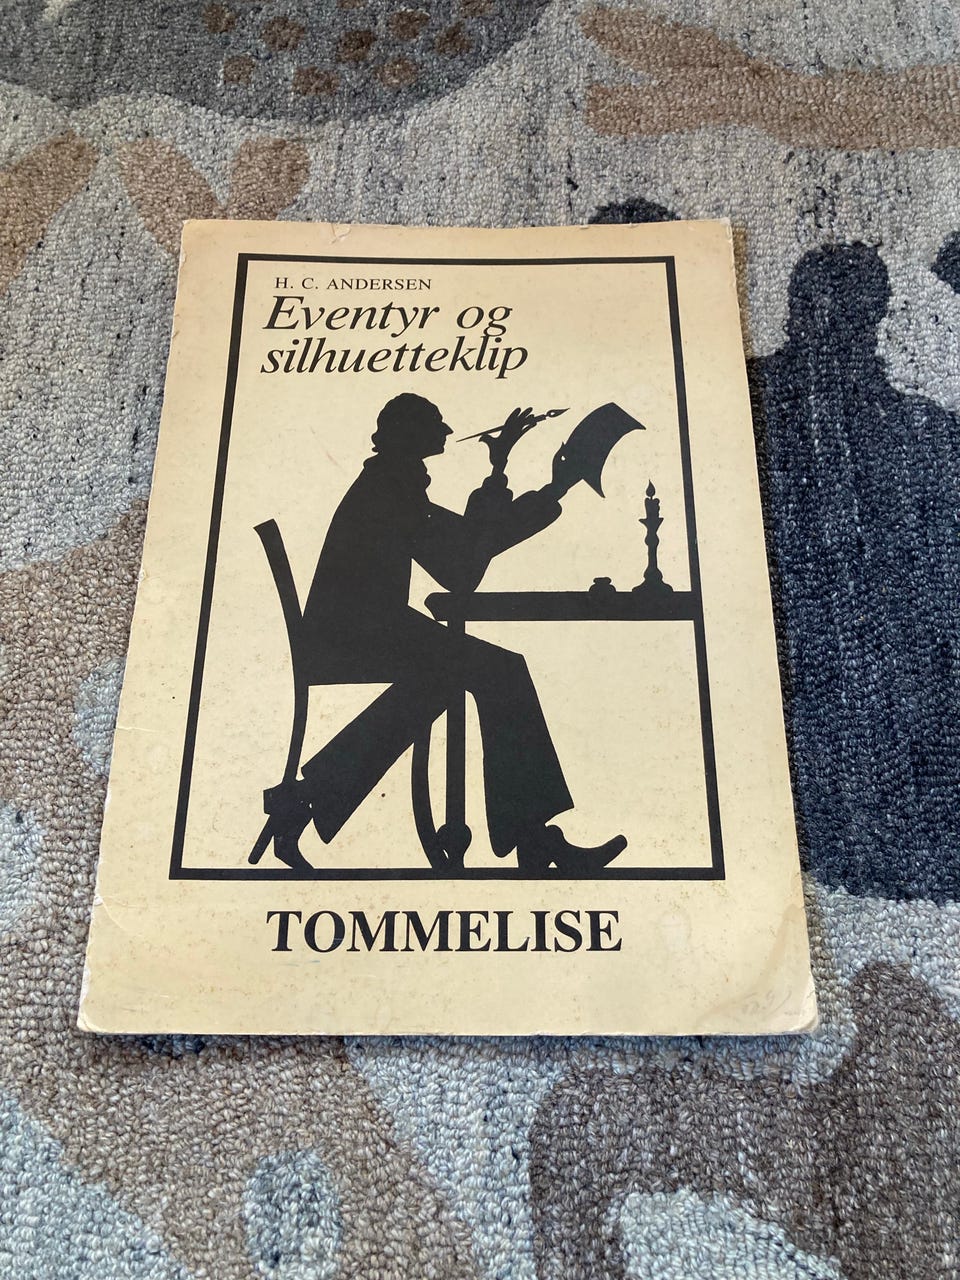 H. C. ANDERSEN
Eventyr og
silhuetteklip
TOMMELISE